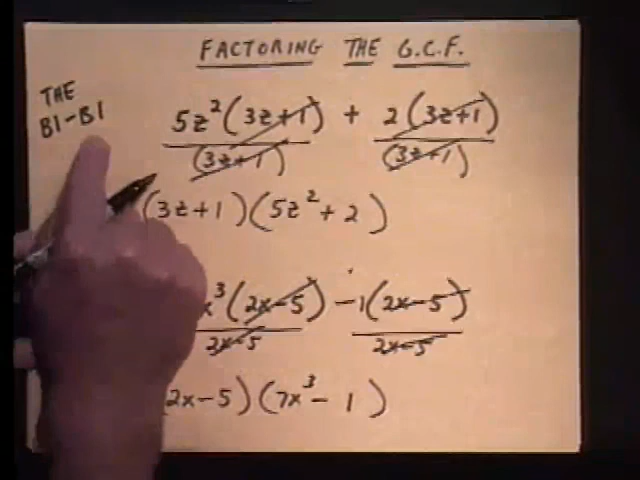 FACTORING THE G.C.F.
THE
BI-BI
5z²(3z+1) + 2(3z+1)
(3z+1) (3z+1)
(3z+1)(5z²+2)
x³(2x-5) -1(2x-5)
2x-5 2x-5
2x-5)(7x³-1)